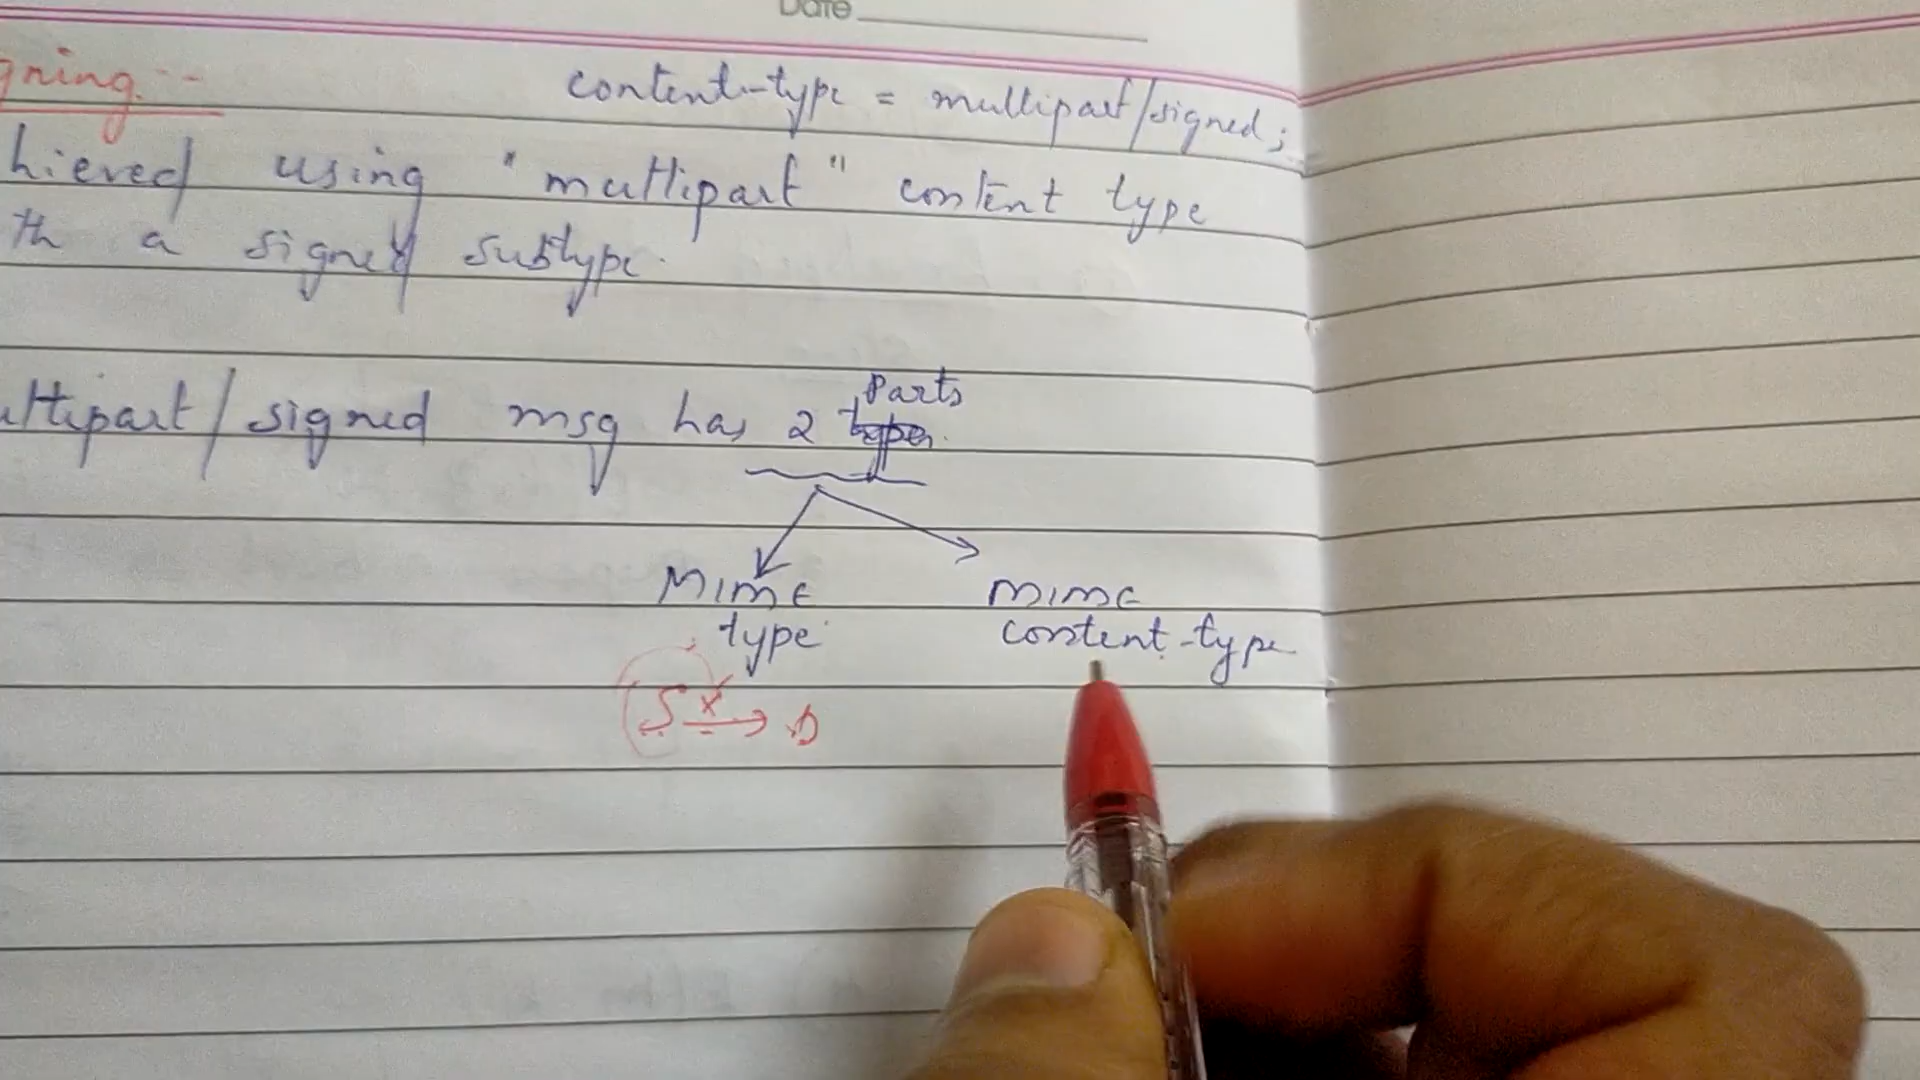 Date
gning:-
content-type = multipart/signed;
hieved using "multipart" content type
th a signed subtype.
ultipart/signed msg has 2 parts
MIME MIME
type content-type
S x → D